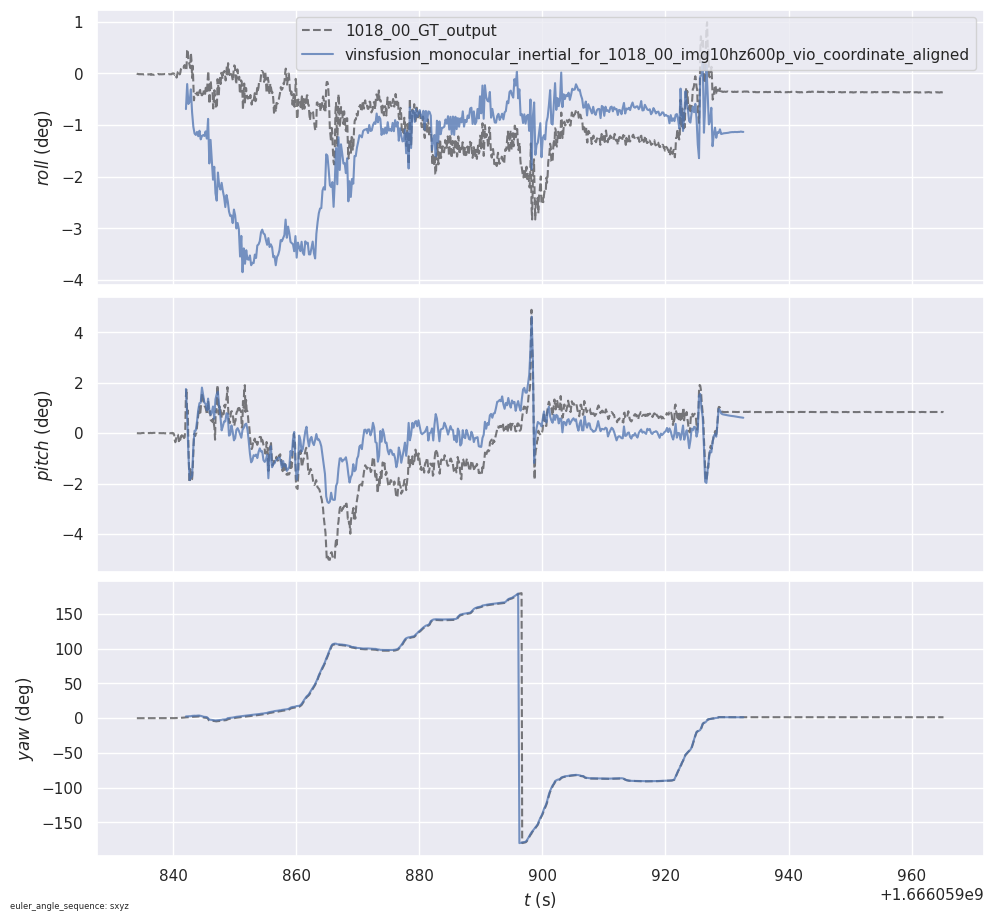 1018_00_GT_output
vinsfusion_monocular_inertial_for_1018_00_img10hz600p_vio_coordinate_aligned
1
0
−1
−2
−3
−4
roll (deg)
4
2
0
−2
−4
pitch (deg)
150
100
50
0
−50
−100
−150
yaw (deg)
840 860 880 900 920 940 960
+1.666059e9
t (s)
euler_angle_sequence: sxyz